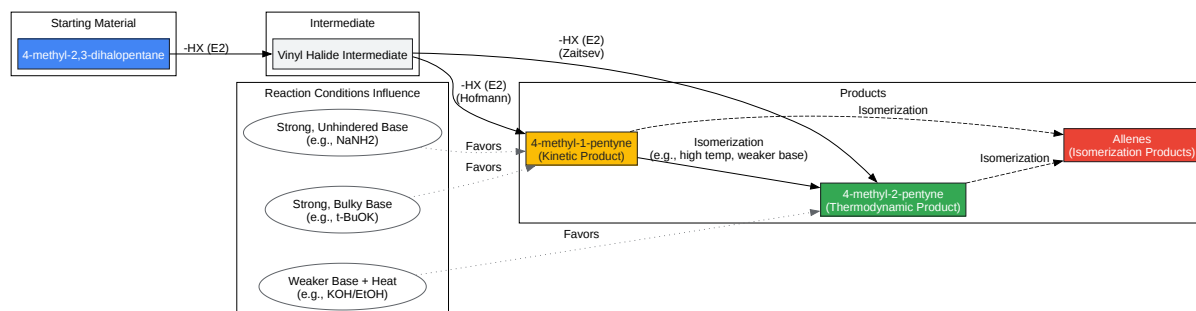 Starting Material
4-methyl-2,3-dihalopentane
-HX (E2)
Intermediate
Vinyl Halide Intermediate
-HX (E2)
(Zaitsev)
-HX (E2)
(Hofmann)
Reaction Conditions Influence
Strong, Unhindered Base
(e.g., NaNH2)
Favors
Strong, Bulky Base
(e.g., t-BuOK)
Favors
Weaker Base + Heat
(e.g., KOH/EtOH)
Favors
Products
4-methyl-1-pentyne
(Kinetic Product)
Isomerization
Isomerization
(e.g., high temp, weaker base)
4-methyl-2-pentyne
(Thermodynamic Product)
Isomerization
Allenes
(Isomerization Products)